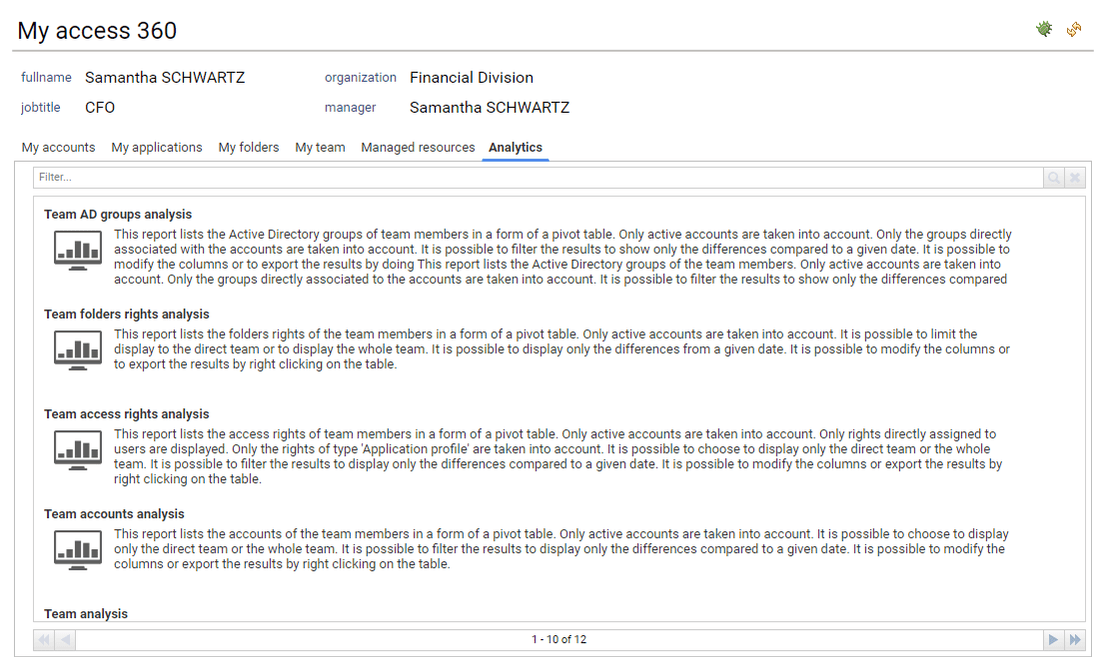 My access 360
fullname Samantha SCHWARTZ organization Financial Division
jobtitle CFO manager Samantha SCHWARTZ
My accounts My applications My folders My team Managed resources Analytics
Filter...
Team AD groups analysis
This report lists the Active Directory groups of team members in a form of a pivot table. Only active accounts are taken into account. Only the groups directly
associated with the accounts are taken into account. It is possible to filter the results to show only the differences compared to a given date. It is possible to
modify the columns or to export the results by doing This report lists the Active Directory groups of the team members. Only active accounts are taken into
account. Only the groups directly associated to the accounts are taken into account. It is possible to filter the results to show only the differences compared
Team folders rights analysis
This report lists the folders rights of the team members in a form of a pivot table. Only active accounts are taken into account. It is possible to limit the
display to the direct team or to display the whole team. It is possible to display only the differences from a given date. It is possible to modify the columns or
to export the results by right clicking on the table.
Team access rights analysis
This report lists the access rights of team members in a form of a pivot table. Only active accounts are taken into account. Only rights directly assigned to
users are displayed. Only the rights of type 'Application profile' are taken into account. It is possible to choose to display only the direct team or the whole
team. It is possible to filter the results to display only the differences compared to a given date. It is possible to modify the columns or export the results by
right clicking on the table.
Team accounts analysis
This report lists the accounts of the team members in a form of a pivot table. Only active accounts are taken into account. It is possible to choose to display
only the direct team or the whole team. It is possible to filter the results to display only the differences compared to a given date. It is possible to modify the
columns or export the results by right clicking on the table.
Team analysis
1 - 10 of 12